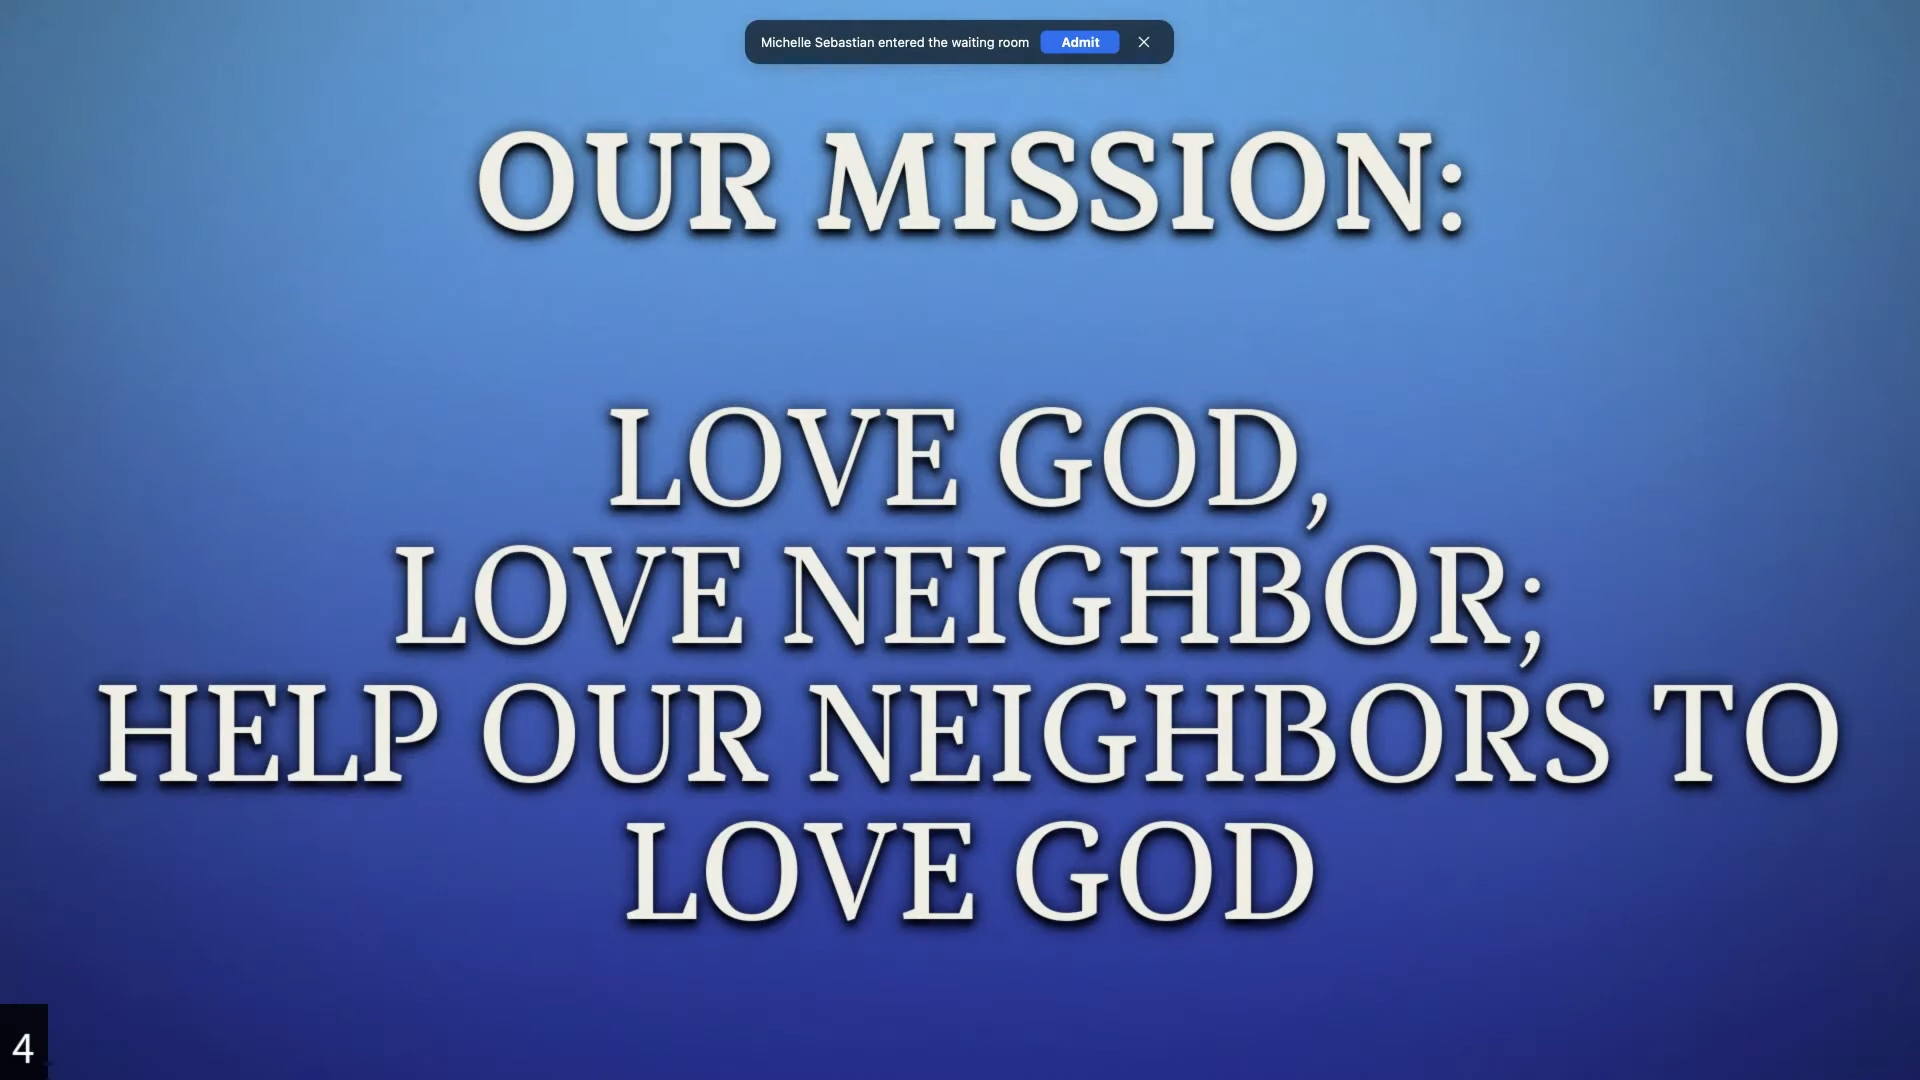 Michelle Sebastian entered the waiting room Admit
OUR MISSION:
LOVE GOD,
LOVE NEIGHBOR;
HELP OUR NEIGHBORS TO
LOVE GOD
4